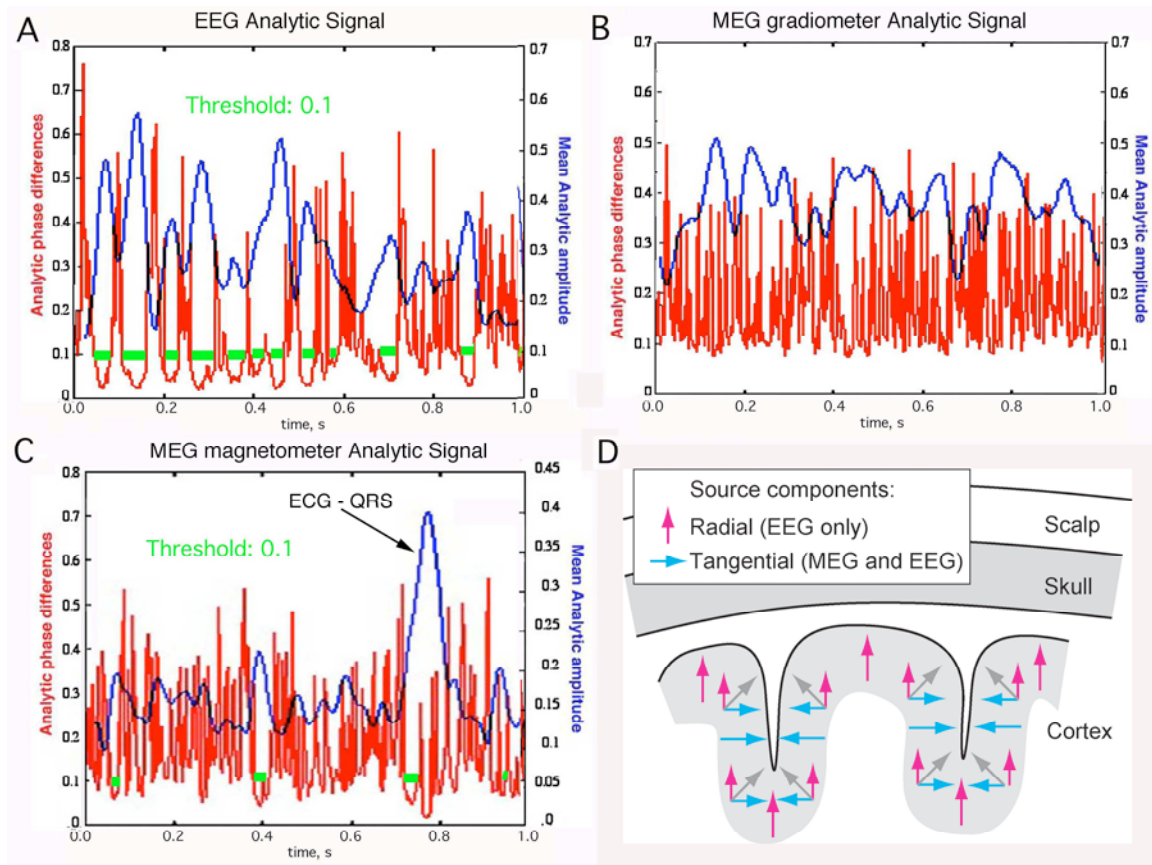 A
EEG Analytic Signal
0.8
0.7
0.6
0.5
0.4
0.3
0.2
0.1
0
Analytic phase differences
Threshold: 0.1
0.7
0.6
0.5
0.4
0.3
0.2
0.1
0
Mean Analytic amplitude
0.0 0.2 0.4 0.6 0.8 1.0
time, s
B
MEG gradiometer Analytic Signal
0.7
0.6
0.5
0.4
0.3
0.2
0.1
0
Analytic phase differences
0.7
0.6
0.5
0.4
0.3
0.2
0.1
0
Mean Analytic amplitude
0.0 0.2 0.4 0.6 0.8 1.0
time, s
C
MEG magnetometer Analytic Signal
0.8
0.7
0.6
0.5
0.4
0.3
0.2
0.1
.0
Analytic phase differences
ECG - QRS
Threshold: 0.1
0.45
0.4
0.35
0.3
0.25
0.2
0.15
0.1
0.05
.0
Mean Analytic amplitude
0.0 0.2 0.4 0.6 0.8 1.0
time, s
D
Source components:
Radial (EEG only)
Tangential (MEG and EEG)
Scalp
Skull
Cortex